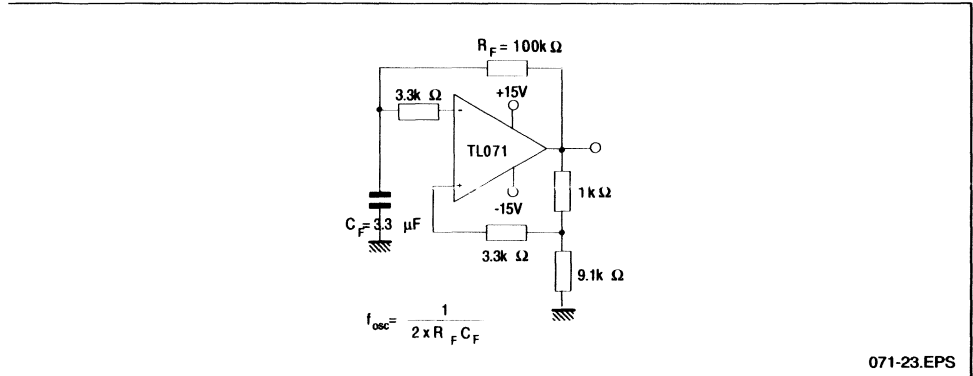 R_F = 100k Ω
3.3k Ω
+15V
-
TL071
+
-15V
1k Ω
C_F= 3.3 µF
3.3k Ω
9.1k Ω
f_osc= 1 / 2 x R_F C_F
071-23.EPS